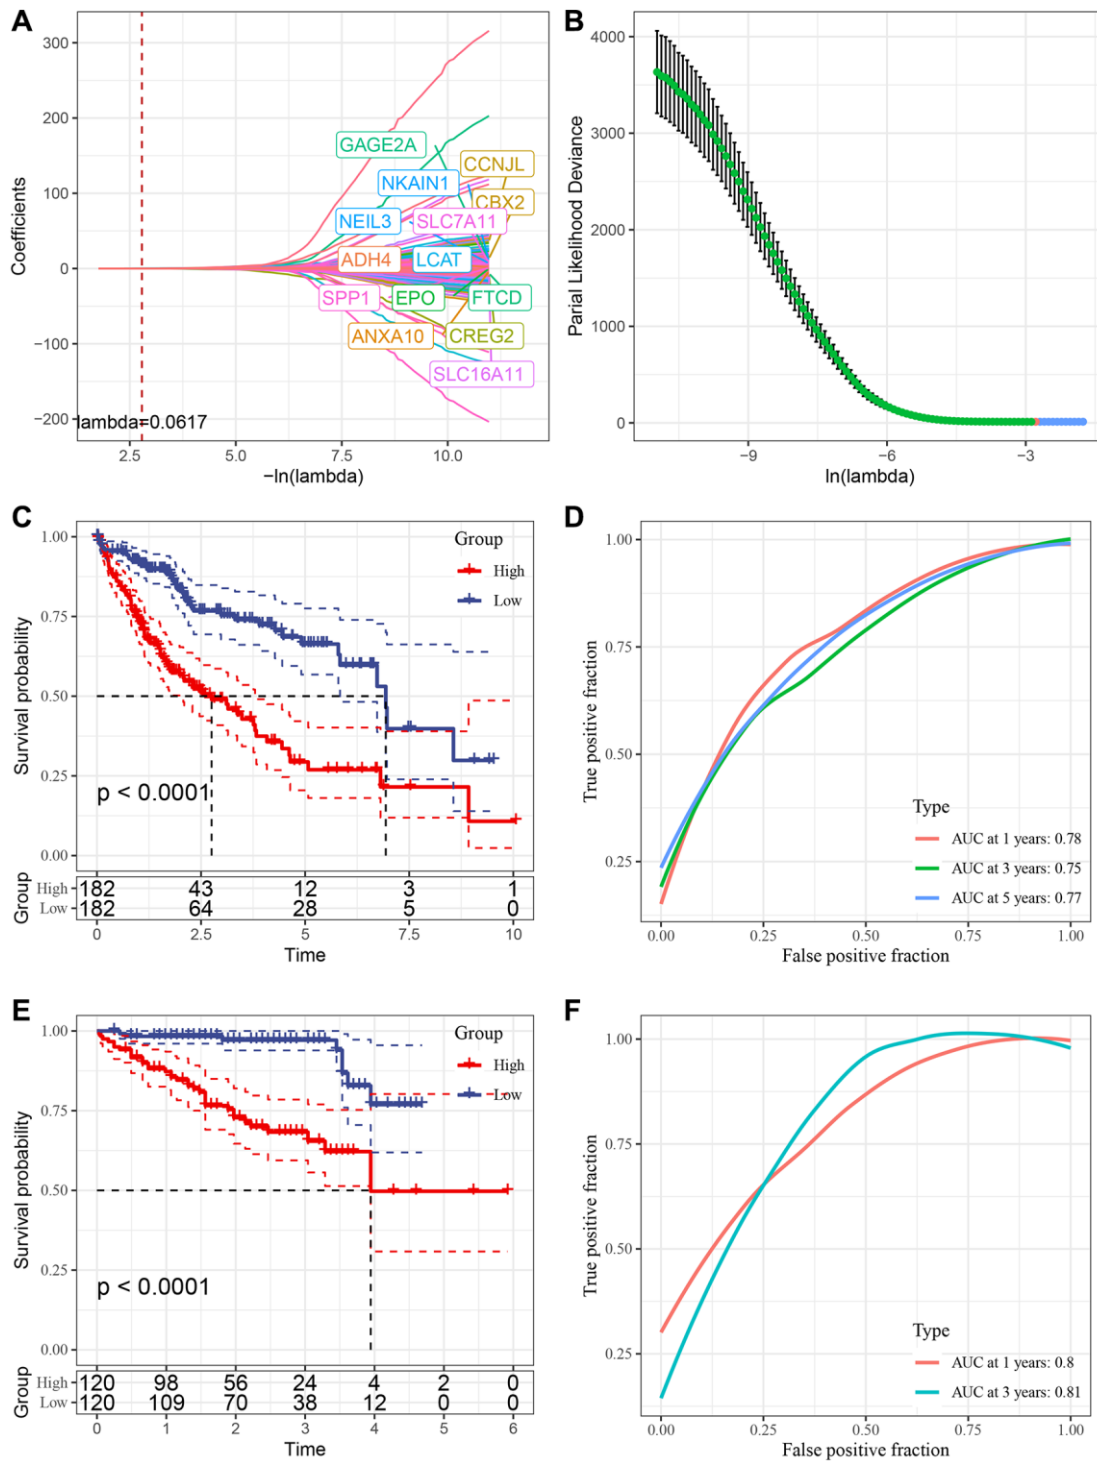 A
300
200
100
0
−100
−200
Coefficients
GAGE2A
CCNJL
NKAIN1
CBX2
NEIL3
SLC7A11
ADH4
LCAT
SPP1
EPO
FTCD
ANXA10
CREG2
SLC16A11
lambda=0.0617
2.5 5.0 7.5 10.0
−ln(lambda)
B
4000
3000
2000
1000
0
Parial Likelihood Deviance
−9 −6 −3
ln(lambda)
C
1.00
0.75
0.50
0.25
0.00
Survival probability
Group
High
Low
p < 0.0001
Group
High 182 43 12 3 1
Low 182 64 28 5 0
0 2.5 5 7.5 10
Time
D
1.00
0.75
0.50
0.25
True positive fraction
Type
AUC at 1 years: 0.78
AUC at 3 years: 0.75
AUC at 5 years: 0.77
0.00 0.25 0.50 0.75 1.00
False positive fraction
E
1.00
0.75
0.50
0.25
0.00
Survival probability
Group
High
Low
p < 0.0001
Group
High 120 98 56 24 4 2 0
Low 120 109 70 38 12 0 0
0 1 2 3 4 5 6
Time
F
1.00
0.75
0.50
0.25
True positive fraction
Type
AUC at 1 years: 0.8
AUC at 3 years: 0.81
0.00 0.25 0.50 0.75 1.00
False positive fraction